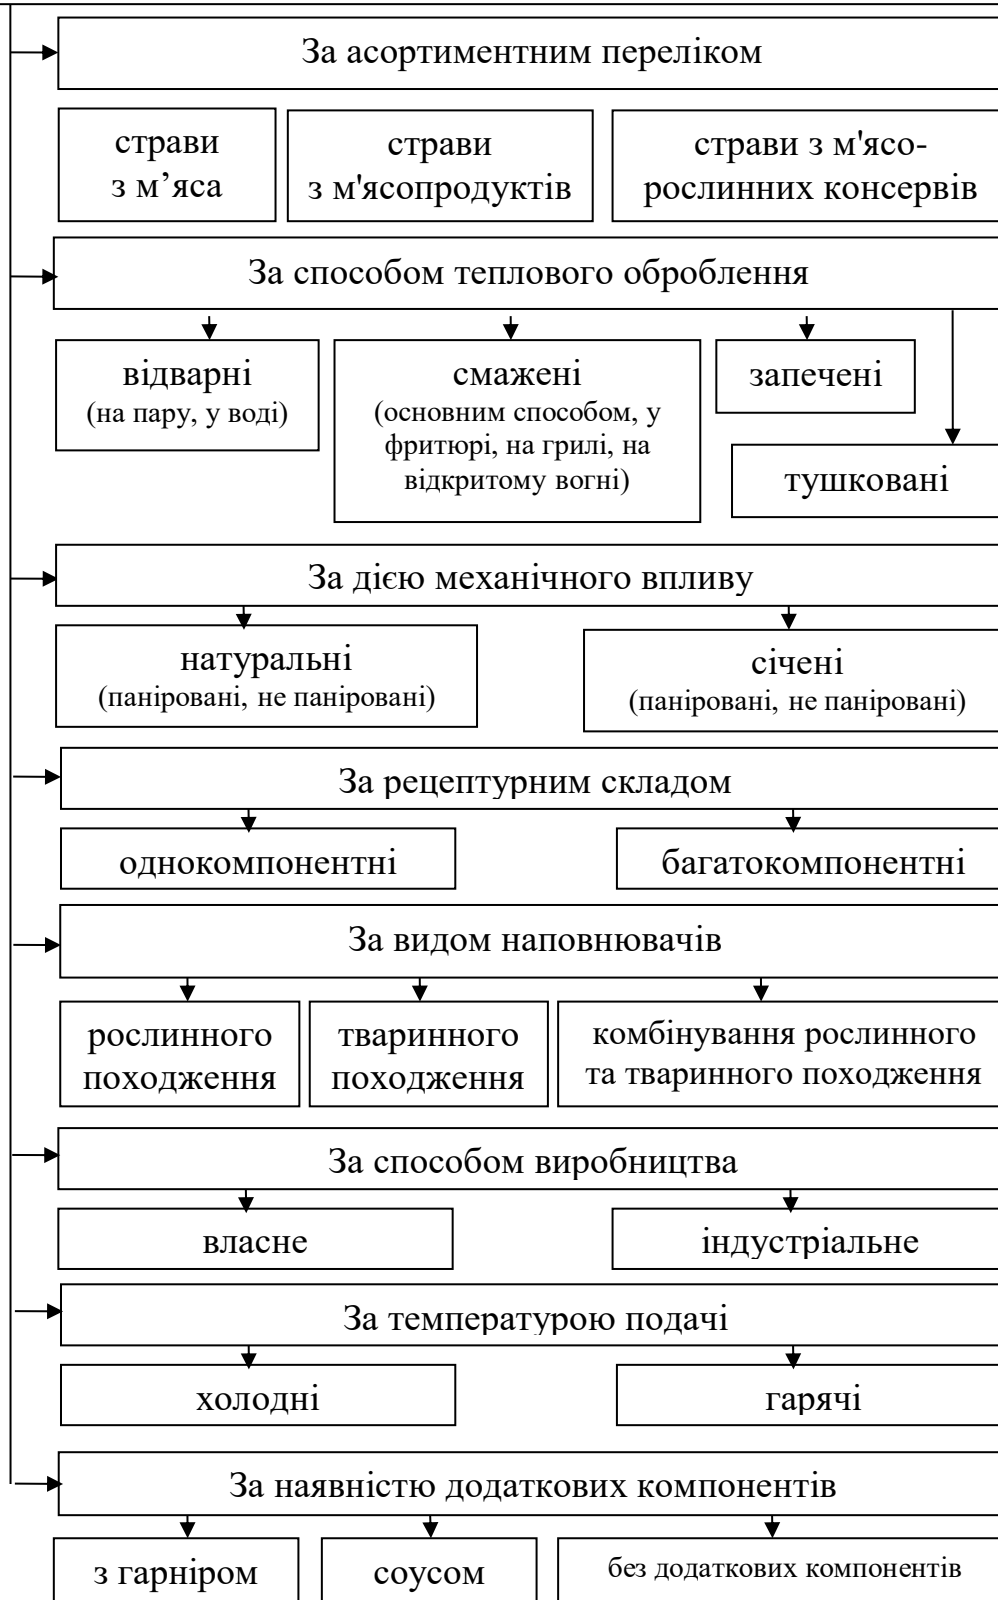 За асортиментним переліком
страви
з м’яса
страви
з м'ясопродуктів
страви з м'ясо-
рослинних консервів
За способом теплового оброблення
відварні
(на пару, у воді)
смажені
(основним способом, у
фритюрі, на грилі, на
відкритому вогні)
запечені
тушковані
За дією механічного впливу
натуральні
(паніровані, не паніровані)
січені
(паніровані, не паніровані)
За рецептурним складом
однокомпонентні
багатокомпонентні
За видом наповнювачів
рослинного
походження
тваринного
походження
комбінування рослинного
та тваринного походження
За способом виробництва
власне
індустріальне
За температурою подачі
холодні
гарячі
За наявністю додаткових компонентів
з гарніром
соусом
без додаткових компонентів